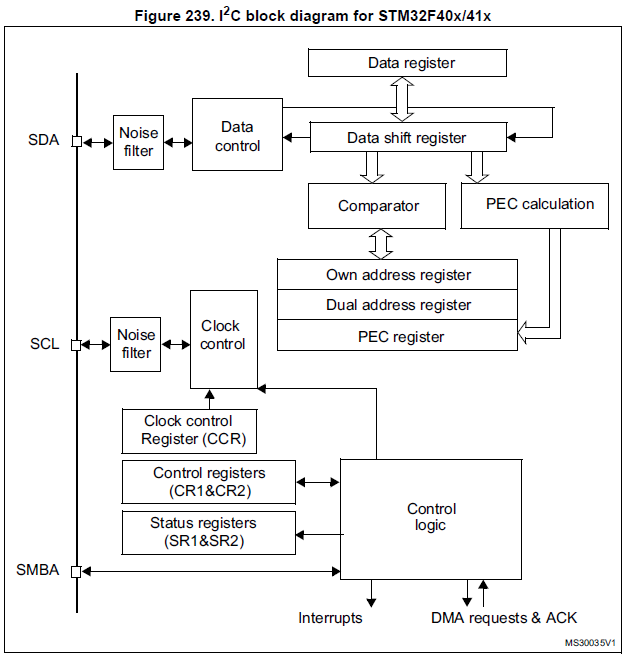 Figure 239. I²C block diagram for STM32F40x/41x
Data register
SDA
Noise
filter
Data
control
Data shift register
Comparator
PEC calculation
Own address register
Dual address register
PEC register
SCL
Noise
filter
Clock
control
Clock control
Register (CCR)
Control registers
(CR1&CR2)
Status registers
(SR1&SR2)
Control
logic
SMBA
Interrupts
DMA requests & ACK
MS30035V1